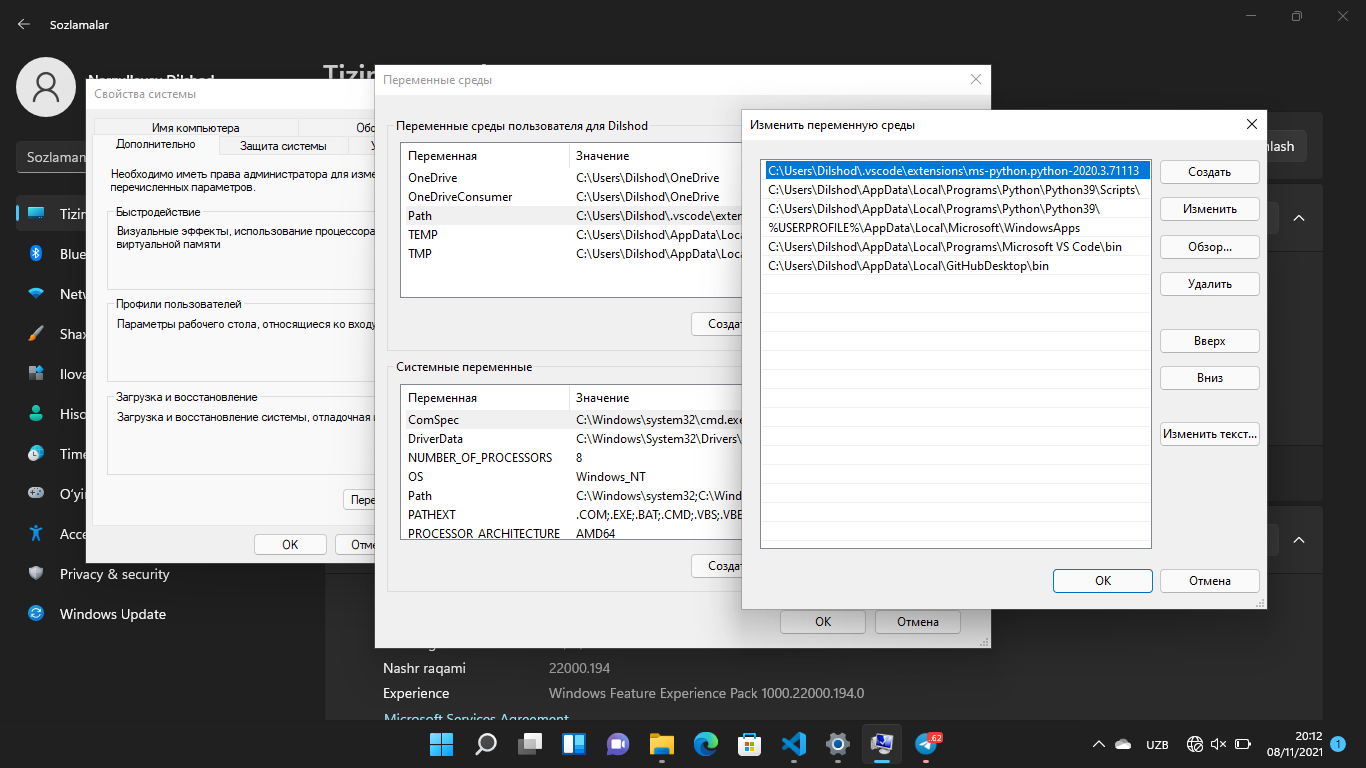 Sozlamalar
Narzullayev Dilshod
Tizim
Sozlaman
Tizi
Blue
Netw
Shax
Ilova
Hiso
Time
Oʻyi
Acce
Privacy & security
Windows Update
Свойства системы
Имя компьютера
Обо
Дополнительно
Защита системы
У
Необходимо иметь права администратора для изме
перечисленных параметров.
Быстродействие
Визуальные эффекты, использование процессора
виртуальной памяти
Профили пользователей
Параметры рабочего стола, относящиеся ко входу
Загрузка и восстановление
Загрузка и восстановление системы, отладочная и
Пере
OK
Отме
Переменные среды
Переменные среды пользователя для Dilshod
Переменная
Значение
OneDrive
C:\Users\Dilshod\OneDrive
OneDriveConsumer
C:\Users\Dilshod\OneDrive
Path
C:\Users\Dilshod\.vscode\exten
TEMP
C:\Users\Dilshod\AppData\Loca
TMP
C:\Users\Dilshod\AppData\Loca
Создат
Системные переменные
Переменная
Значение
ComSpec
C:\Windows\system32\cmd.exe
DriverData
C:\Windows\System32\Drivers\
NUMBER_OF_PROCESSORS
8
OS
Windows_NT
Path
C:\Windows\system32;C:\Wind
PATHEXT
.COM;.EXE;.BAT;.CMD;.VBS;.VBE
PROCESSOR_ARCHITECTURE
AMD64
Создат
ОК
Отмена
Изменить переменную среды
C:\Users\Dilshod\.vscode\extensions\ms-python.python-2020.3.71113
C:\Users\Dilshod\AppData\Local\Programs\Python\Python39\Scripts\
C:\Users\Dilshod\AppData\Local\Programs\Python\Python39\
%USERPROFILE%\AppData\Local\Microsoft\WindowsApps
C:\Users\Dilshod\AppData\Local\Programs\Microsoft VS Code\bin
C:\Users\Dilshod\AppData\Local\GitHubDesktop\bin
Создать
Изменить
Обзор...
Удалить
Вверх
Вниз
Изменить текст...
ОК
Отмена
lash
Nashr raqami
22000.194
Experience
Windows Feature Experience Pack 1000.22000.194.0
Microsoft Services Agreement
.62
UZB
20:12
08/11/2021
1